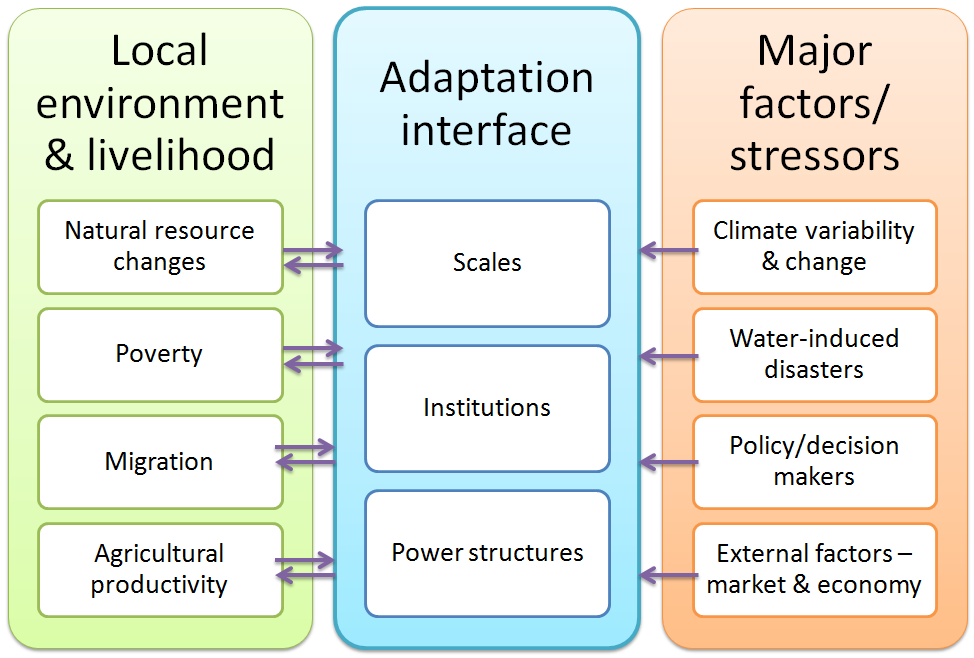 Local
environment
& livelihood
Natural resource
changes
Poverty
Migration
Agricultural
productivity
Adaptation
interface
Scales
Institutions
Power structures
Major
factors/
stressors
Climate variability
& change
Water-induced
disasters
Policy/decision
makers
External factors –
market & economy